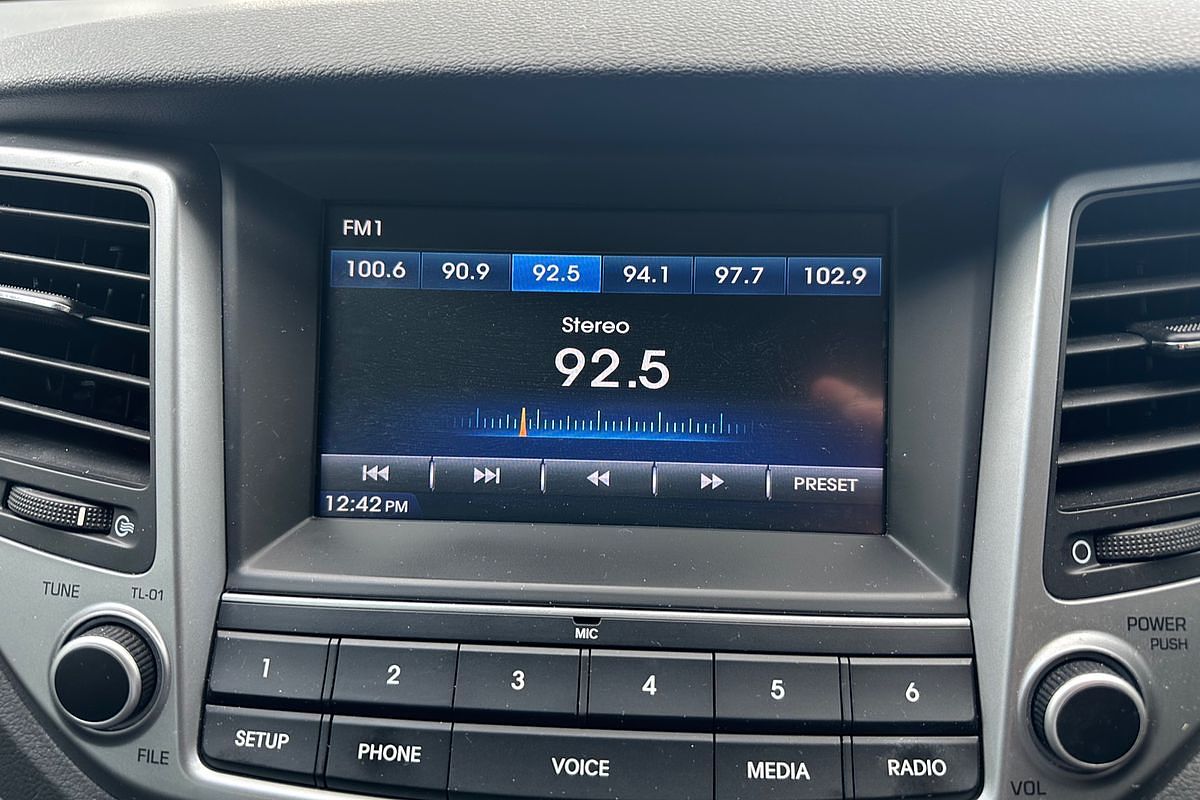 FM1
100.6 90.9 92.5 94.1 97.7 102.9
Stereo
92.5
PRESET
12:42 PM
TUNE TL-01
FILE
MIC
1 2 3 4 5 6
SETUP PHONE VOICE MEDIA RADIO
POWER
PUSH
VOL